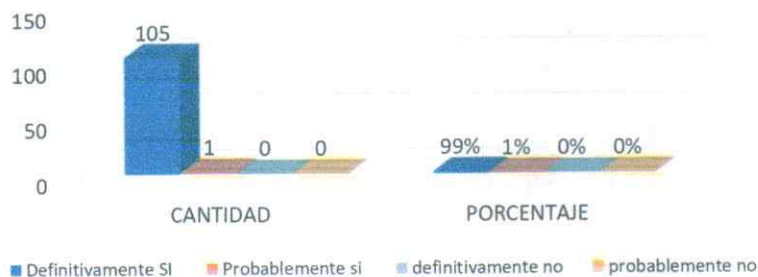 150
105
100
50
1 0 0
99% 1% 0% 0%
0
CANTIDAD PORCENTAJE
Definitivamente SI Probablemente si definitivamente no probablemente no